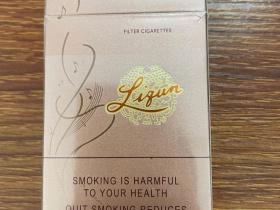 FILTER CIGARETTES
Liqun
SMOKING IS HARMFUL
TO YOUR HEALTH
QUIT SMOKING REDUCES